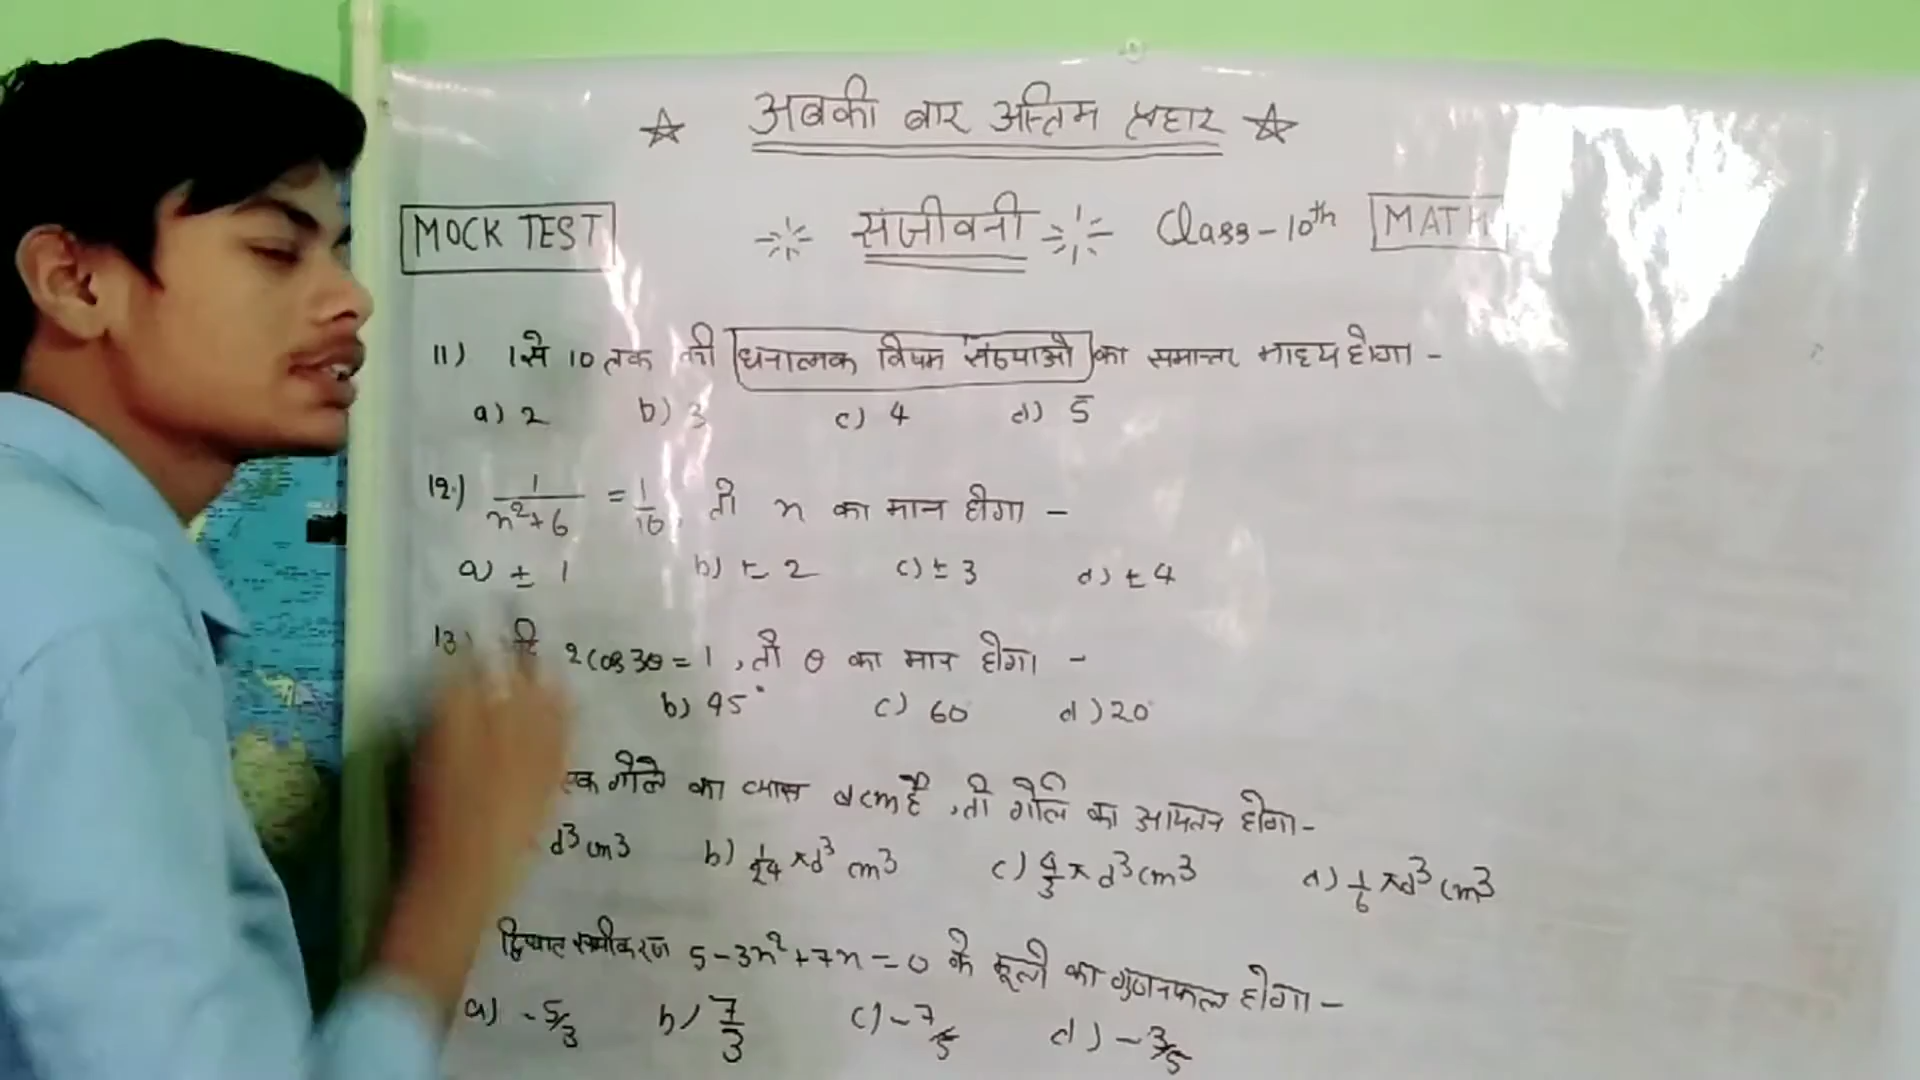 ☆ अबकी बार अन्तिम प्रहार ☆
MOCK TEST संजीवनी Class-10th MATH
11) 1 से 10 तक की धनात्मक विषम संख्याओ का समान्तर माध्य होगा -
a) 2 b) 3 c) 4 d) 5
12.) 1/x²+6 = 1/10, तो x का मान होगा -
a) ± 1 b) ± 2 c) ± 3 d) ± 4
13) 2cos3θ = 1, तो θ का मान होगा -
b) 45° c) 60 d) 20
एक गोले का व्यास d cm है, तो गोले का आयतन होगा -
d³ cm³ b) 1/24 πd³ cm³ c) 4/3 π d³ cm³ d) 1/6 πd³ cm³
द्विघात समीकरण 5-3x²+7x=0 के मूलो का गुणनफल होगा -
a) -5/3 b) 7/3 c) -7/5 d) -3/5